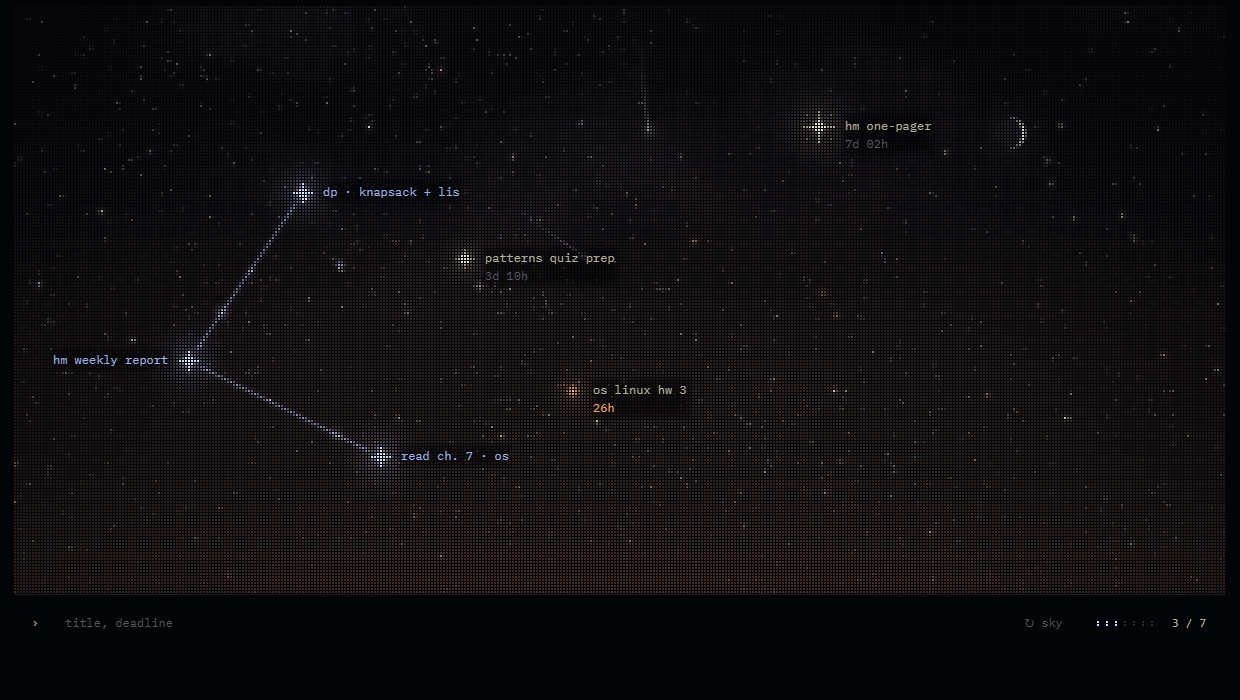 hm one-pager
7d 02h
dp · knapsack + lis
patterns quiz prep
3d 10h
hm weekly report
os linux hw 3
26h
read ch. 7 · os
› title, deadline
↻ sky
3 / 7